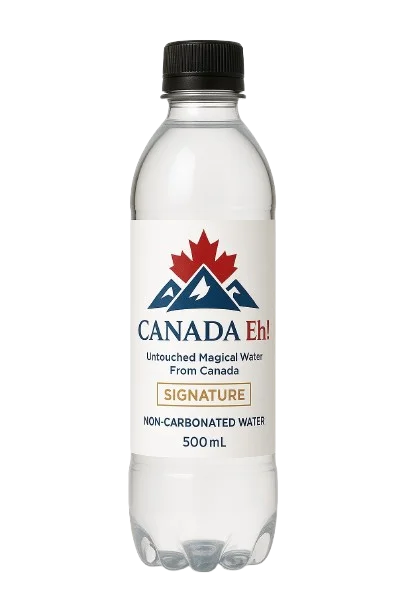 CANADA Eh!
Untouched Magical Water
From Canada
SIGNATURE
NON-CARBONATED WATER
500 mL